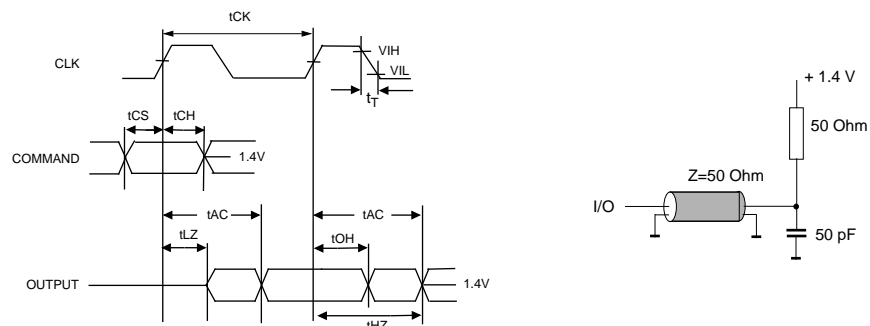 tCK
CLK
VIH
VIL
tT
tCS
tCH
COMMAND
1.4V
tAC
tAC
tLZ
tOH
OUTPUT
1.4V
tHZ
+ 1.4 V
50 Ohm
Z=50 Ohm
I/O
50 pF